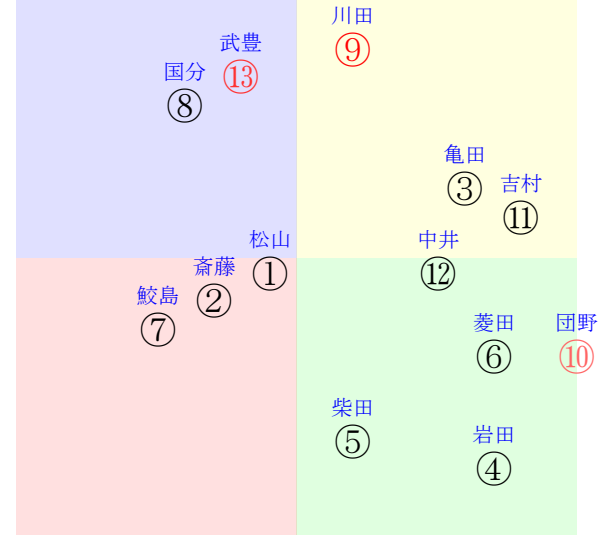 川田
⑨
武豊
⑬
国分
⑧
亀田
③
吉村
⑪
松山
①
中井
⑫
斎藤
②
鮫島
⑦
菱田
⑥
団野
⑩
柴田
⑤
岩田
④